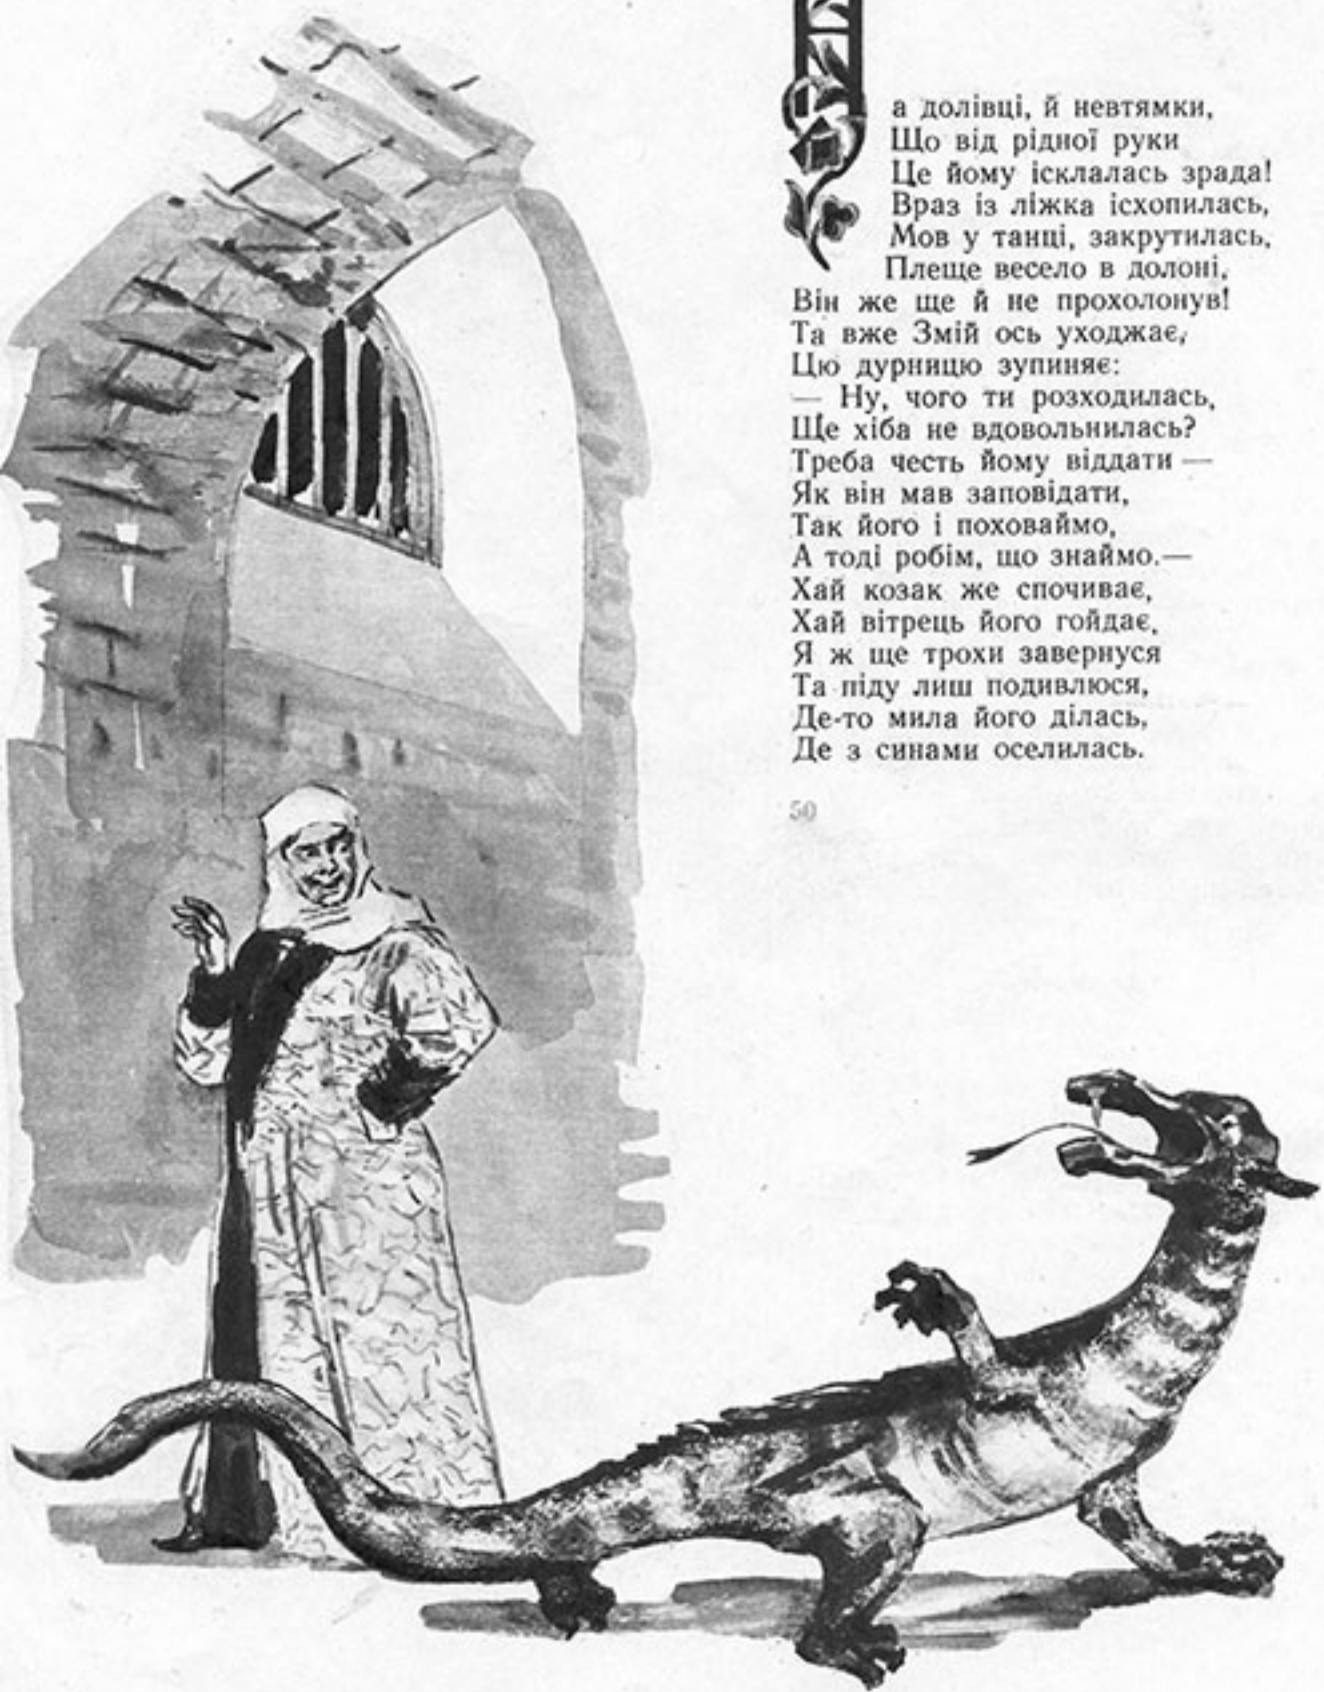 а долівці, й невтямки,
Що від рідної руки
Це йому ісклалась зрада!
Враз із ліжка ісхопилась,
Мов у танці, закрутилась,
Плеще весело в долоні,
Він же ще й не прохолонув!
Та вже Змій ось уходжає,
Цю дурницю зупиняє:
— Ну, чого ти розходилась,
Ще хіба не вдовольнилась?
Треба честь йому віддати —
Як він мав заповідати,
Так його і поховаймо,
А тоді робім, що знаймо.—
Хай козак же спочиває,
Хай вітрець його гойдає,
Я ж ще трохи завернуся
Та піду лиш подивлюся,
Де-то мила його ділась,
Де з синами оселилась.
50